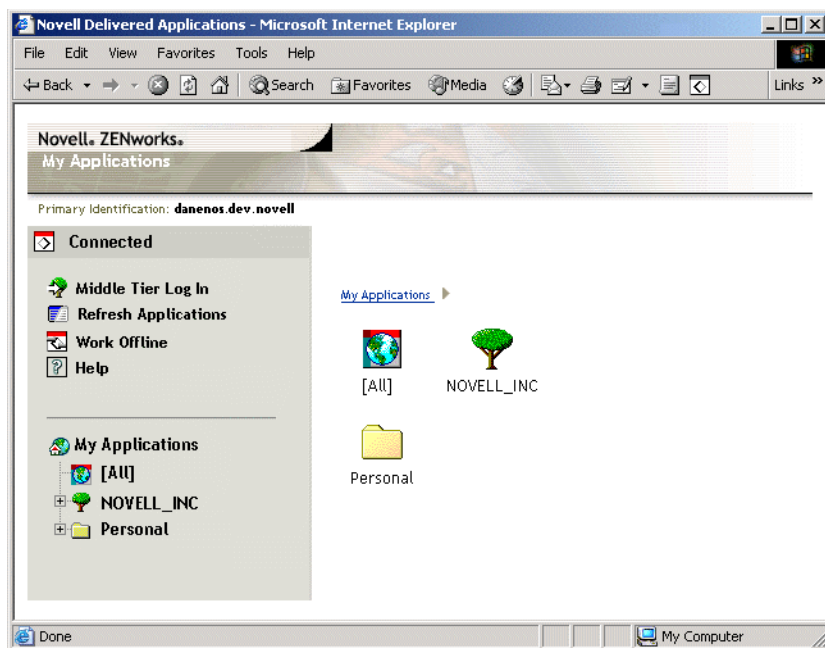 Novell Delivered Applications - Microsoft Internet Explorer
File Edit View Favorites Tools Help
Back Search Favorites Media Links »
Novell® ZENworks®
My Applications
Primary Identification: danenos.dev.novell
Connected
Middle Tier Log In
Refresh Applications
Work Offline
Help
My Applications
[All]
NOVELL_INC
Personal
My Applications
[All] NOVELL_INC
Personal
Done My Computer